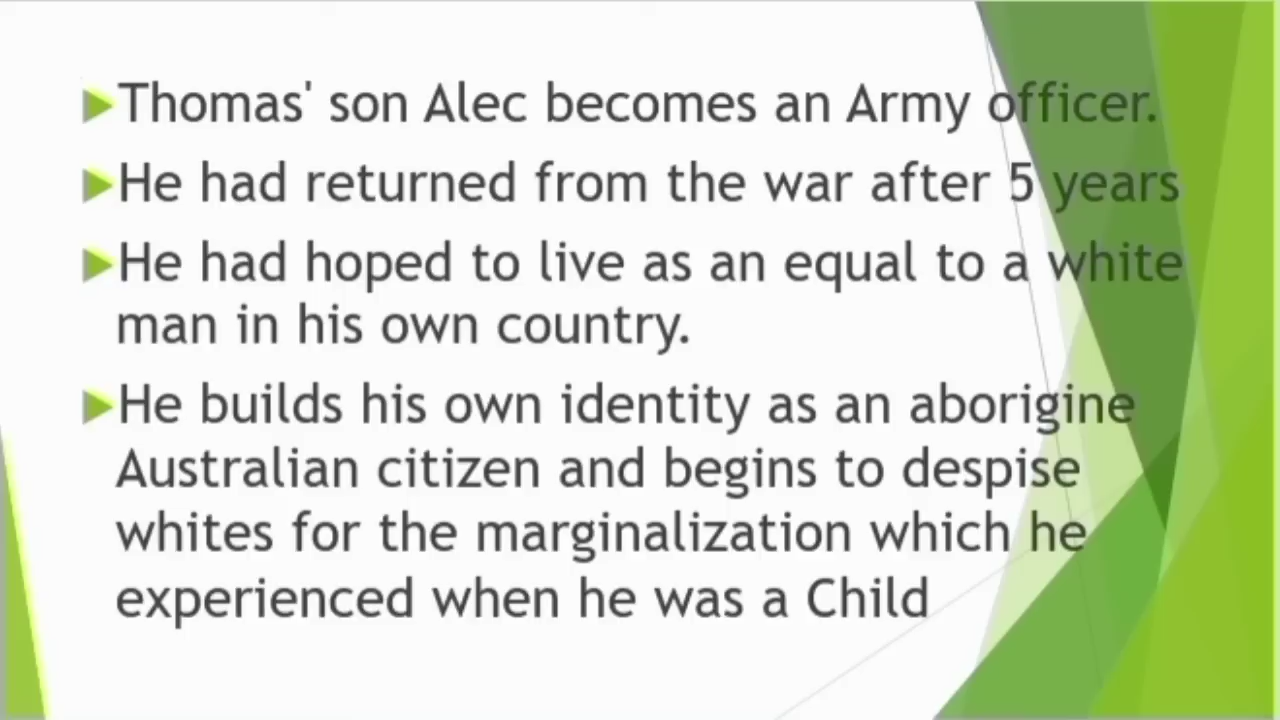 Thomas' son Alec becomes an Army officer.
He had returned from the war after 5 years
He had hoped to live as an equal to a white
man in his own country.
He builds his own identity as an aborigine
Australian citizen and begins to despise
whites for the marginalization which he
experienced when he was a Child